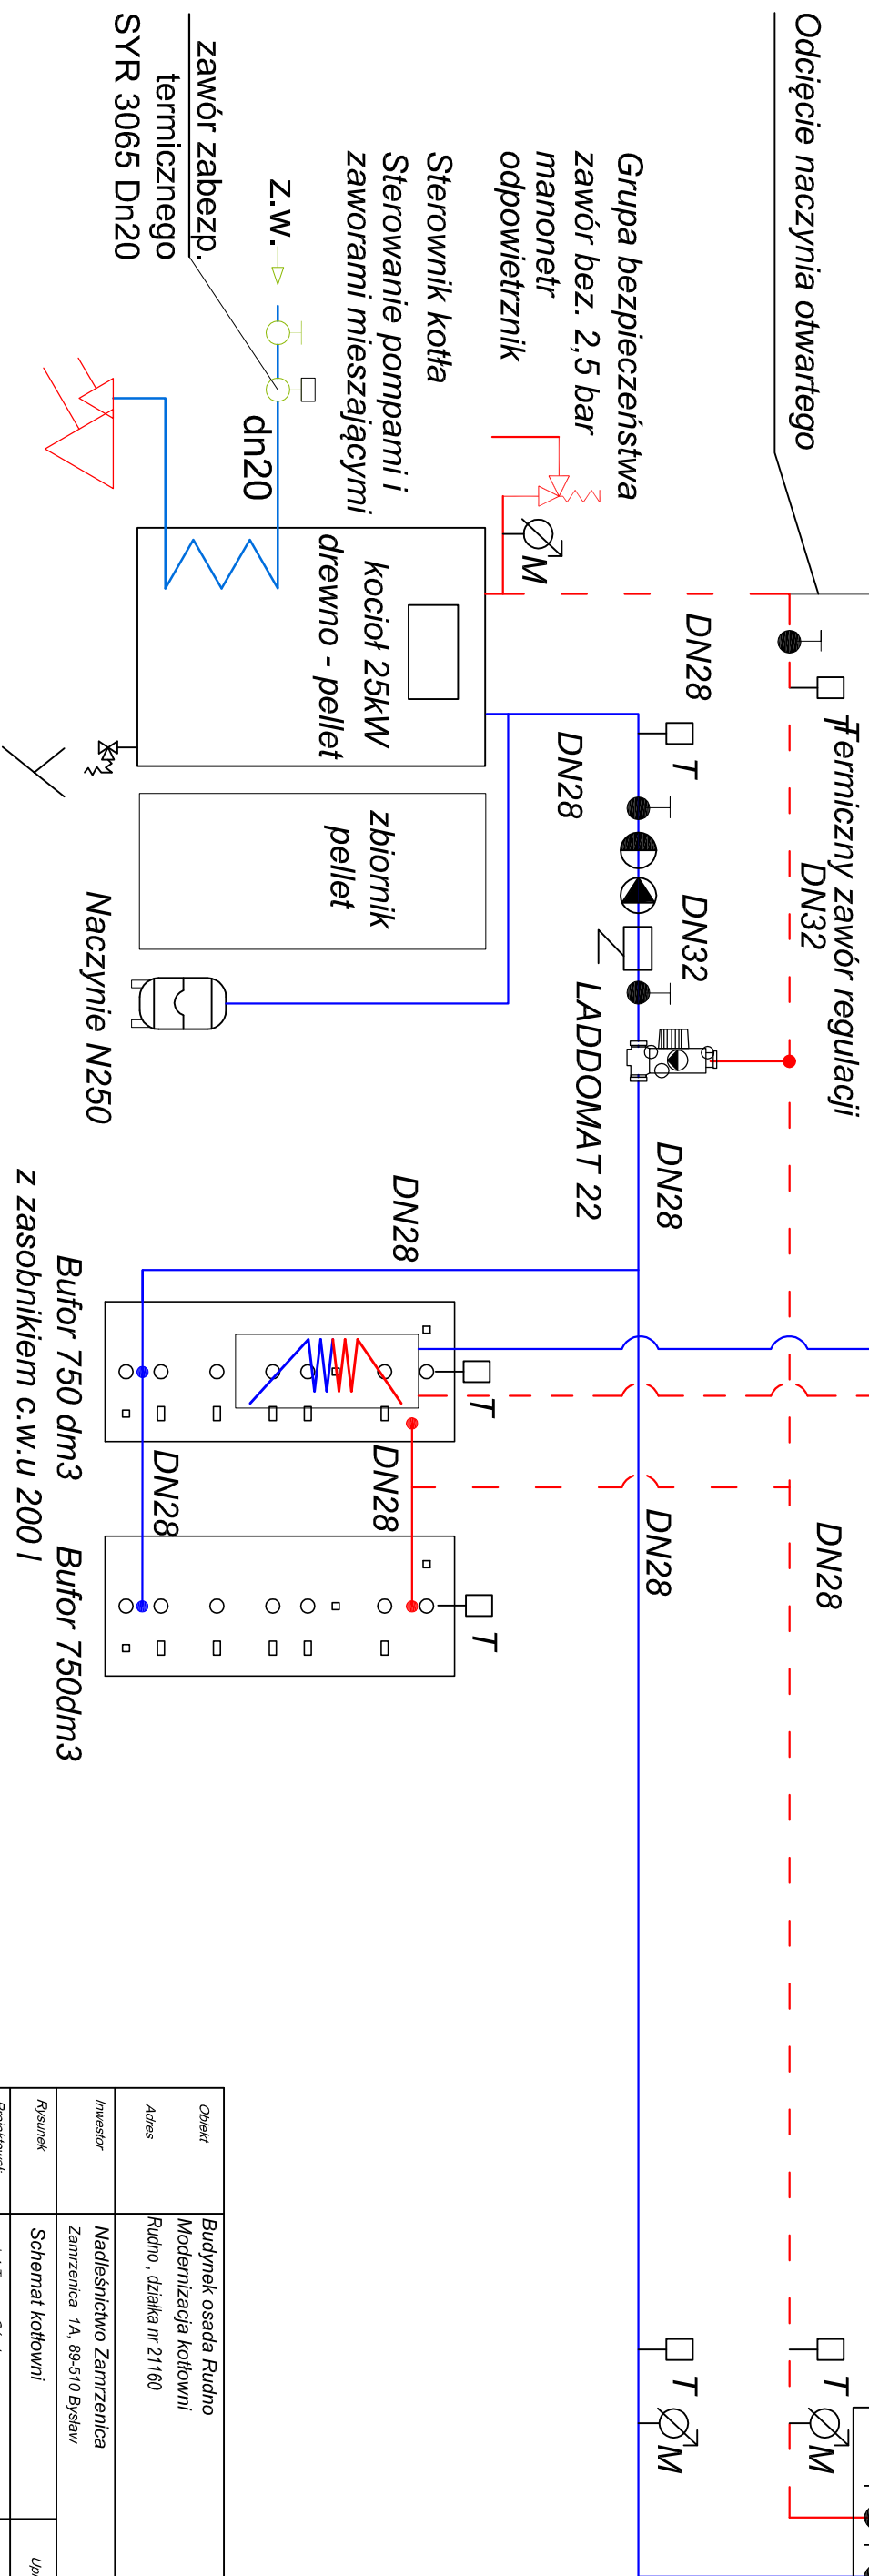 Odcięcie naczynia otwartego
Termiczny zawór regulacji
T
DN32
DN28
DN28
T
DN32
DN28
LADDOMAT 22
DN28
DN28
Grupa bezpieczeństwa
zawór bez. 2,5 bar
manonetr
odpowietrznik
M
Sterownik kotła
Sterowanie pompami i
zaworami mieszającymi
z.w.
dn20
zawór zabezp.
termicznego
SYR 3065 Dn20
kocioł 25kW
drewno - pellet
zbiornik
pellet
Naczynie N250
DN28
T
T
DN28
DN28
Bufor 750 dm3
z zasobnikiem c.w.u 200 l
Bufor 750dm3
T
M
T
M
Obiekt
Budynek osada Rudno
Modernizacja kotłowni
Adres
Rudno , działka nr 21160
Inwestor
Nadleśnictwo Zamrzenica
Zamrzenica 1A, 89-510 Bysław
Rysunek
Schemat kotłowni